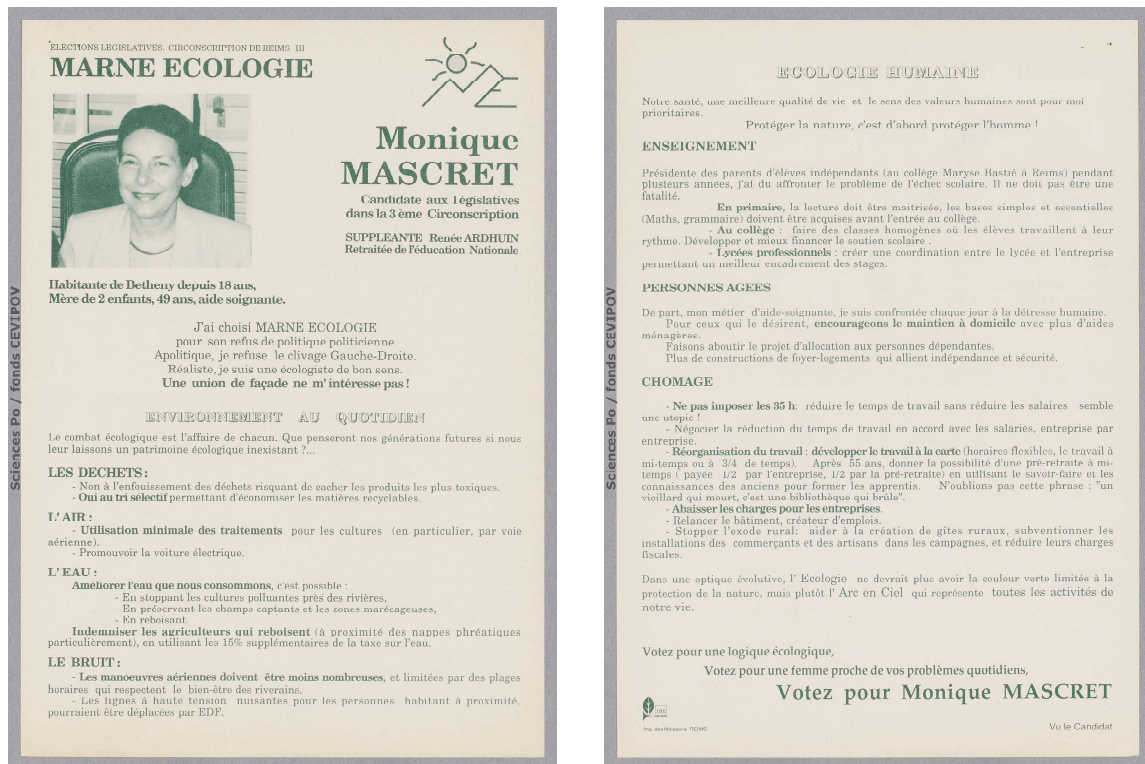 ELECTIONS LEGISLATIVES. CIRCONSCRIPTION DE REIMS III
MARNE ECOLOGIE
Monique
MASCRET
Candidate aux Législatives
dans la 3 ème Circonscription
SUPPLEANTE Renée ARDHUIN
Retraitée de l'éducation Nationale
Habitante de Betheny depuis 18 ans,
Mère de 2 enfants, 49 ans, aide soignante.
J'ai choisi MARNE ECOLOGIE
pour son refus de politique politicienne
Apolitique, je refuse le clivage Gauche-Droite.
Réaliste, je suis une écologiste de bon sens.
Une union de façade ne m'intéresse pas !
ENVIRONNEMENT AU QUOTIDIEN
Le combat écologique est l'affaire de chacun. Que penseront nos générations futures si nous
leur laissons un patrimoine écologique inexistant ?...
LES DECHETS :
- Non à l'enfouissement des déchets risquant de cacher les produits les plus toxiques.
- Oui au tri sélectif permettant d'économiser les matières recyclables.
L'AIR :
- Utilisation minimale des traitements pour les cultures (en particulier, par voie
aérienne).
- Promouvoir la voiture électrique.
L'EAU :
Améliorer l'eau que nous consommons, c'est possible :
- En stoppant les cultures polluantes près des rivières,
- En préservant les champs captants et les zones marécageuses,
- En reboisant.
Indemniser les agriculteurs qui reboisent (à proximité des nappes phréatiques
particulièrement), en utilisant les 15% supplémentaires de la taxe sur l'eau.
LE BRUIT :
- Les manoeuvres aériennes doivent être moins nombreuses, et limitées par des plages
horaires qui respectent le bien-être des riverains.
- Les lignes à haute tension nuisantes pour les personnes habitant à proximité,
pourraient être déplacées par EDF.
Sciences Po / fonds CEVIPOV
ECOLOGIE HUMAINE
Notre santé, une meilleure qualité de vie et le sens des valeurs humaines sont pour moi
prioritaires.
Protéger la nature, c'est d'abord protéger l'homme !
ENSEIGNEMENT
Présidente des parents d'élèves indépendants (au collège Maryse Bastié à Reims) pendant
plusieurs années, j'ai du affronter le problème de l'échec scolaire. Il ne doit pas être une
fatalité.
- En primaire, la lecture doit être maitrisée, les bases simples et essentielles
(Maths, grammaire) doivent être acquises avant l'entrée au collège.
- Au collège : faire des classes homogènes où les élèves travaillent à leur
rythme. Développer et mieux financer le soutien scolaire .
- Lycées professionnels : créer une coordination entre le lycée et l'entreprise
permettant un meilleur encadrement des stages.
PERSONNES AGEES
De part, mon métier d'aide-soignante, je suis confrontée chaque jour à la détresse humaine.
Pour ceux qui le désirent, encourageons le maintien à domicile avec plus d'aides
ménagères.
Faisons aboutir le projet d'allocation aux personnes dépendantes.
Plus de constructions de foyer-logements qui allient indépendance et sécurité.
CHOMAGE
- Ne pas imposer les 35 h: réduire le temps de travail sans réduire les salaires semble
une utopie !
- Négocier la réduction du temps de travail en accord avec les salariés, entreprise par
entreprise.
- Réorganisation du travail : développer le travail à la carte (horaires flexibles, le travail à
mi-temps ou à 3/4 de temps). Après 55 ans, donner la possibilité d'une pré-retraite à mi-
temps ( payée 1/2 par l'entreprise, 1/2 par la pré-retraite) en utilisant le savoir-faire et les
connaissances des anciens pour former les apprentis. N'oublions pas cette phrase : "un
vieillard qui meurt, c'est une bibliothèque qui brûle".
- Abaisser les charges pour les entreprises.
- Relancer le bâtiment, créateur d'emplois.
- Stopper l'exode rural: aider à la création de gîtes ruraux, subventionner les
installations des commerçants et des artisans dans les campagnes, et réduire leurs charges
fiscales.
Dans une optique évolutive, l' Ecologie ne devrait plus avoir la couleur verte limitée à la
protection de la nature, mais plutôt l' Arc en Ciel qui représente toutes les activités de
notre vie.
Votez pour une logique écologique,
Votez pour une femme proche de vos problèmes quotidiens,
Votez pour Monique MASCRET
Imp. des Moissons REIMS
Vu le Candidat
Sciences Po / fonds CEVIPOV